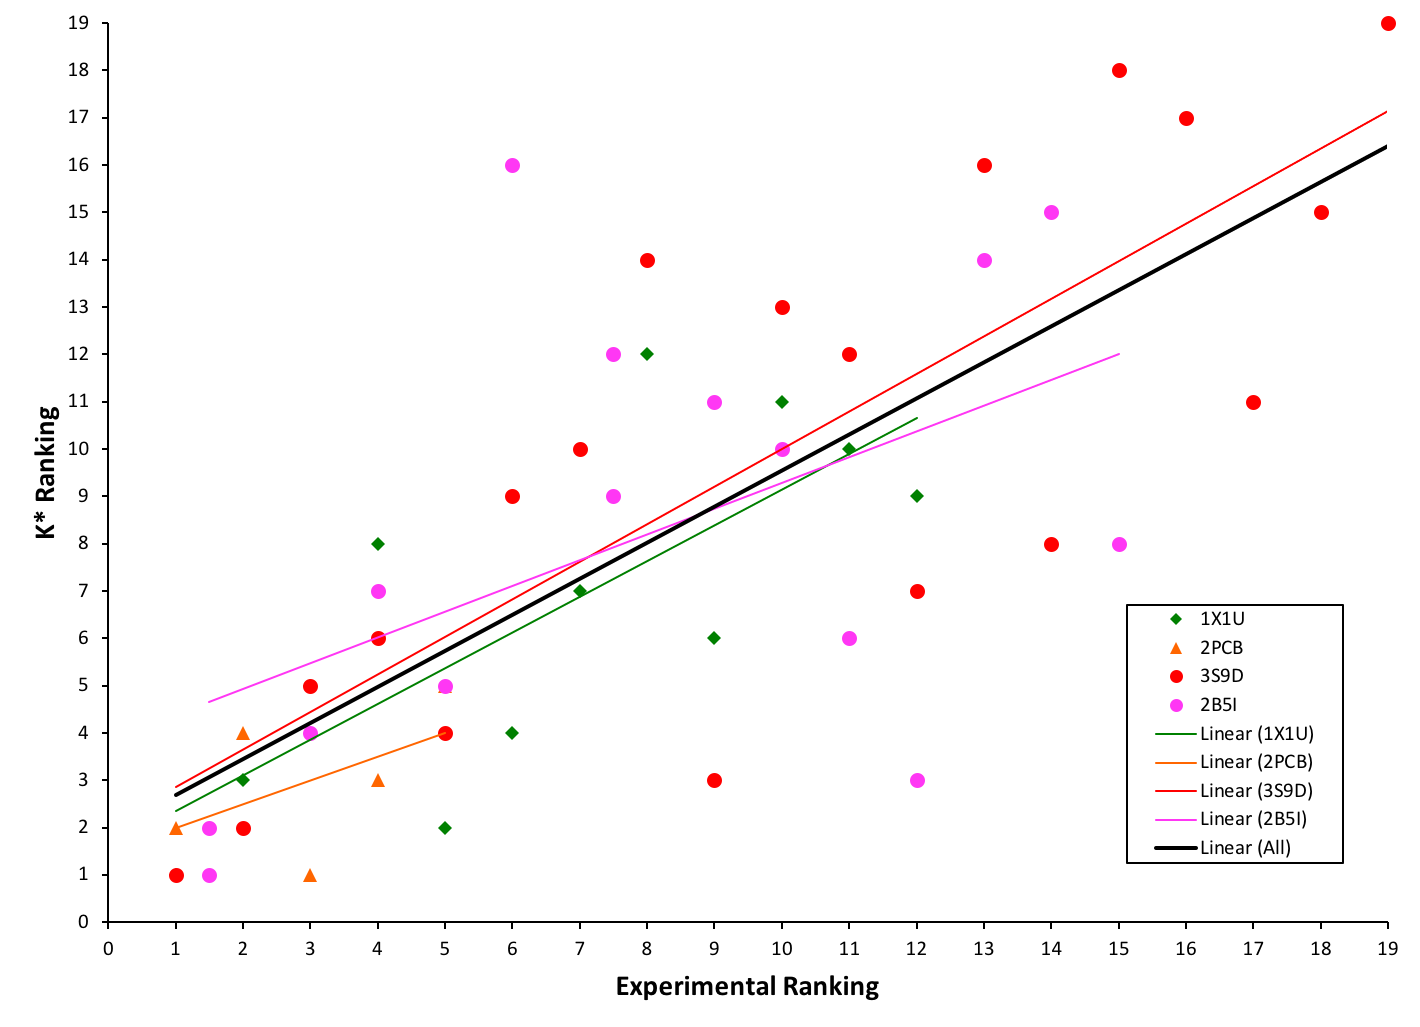 19
18
17
16
15
14
13
12
11
10
9
8
7
6
5
4
3
2
1
0
K* Ranking
0 1 2 3 4 5 6 7 8 9 10 11 12 13 14 15 16 17 18 19
Experimental Ranking
1X1U
2PCB
3S9D
2B5I
Linear (1X1U)
Linear (2PCB)
Linear (3S9D)
Linear (2B5I)
Linear (All)